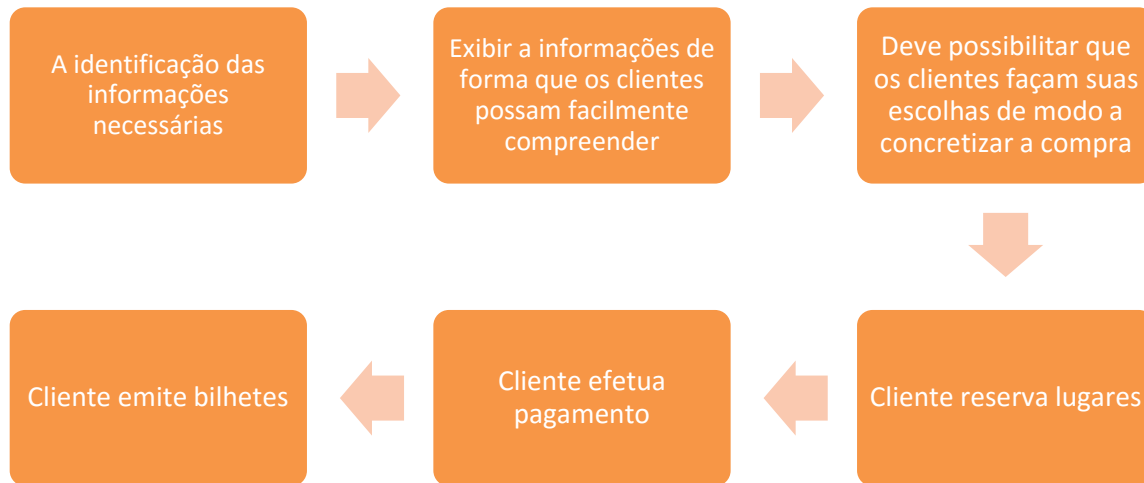 A identificação das
informações
necessárias
Exibir a informações de
forma que os clientes
possam facilmente
compreender
Deve possibilitar que
os clientes façam suas
escolhas de modo a
concretizar a compra
Cliente reserva lugares
Cliente efetua
pagamento
Cliente emite bilhetes